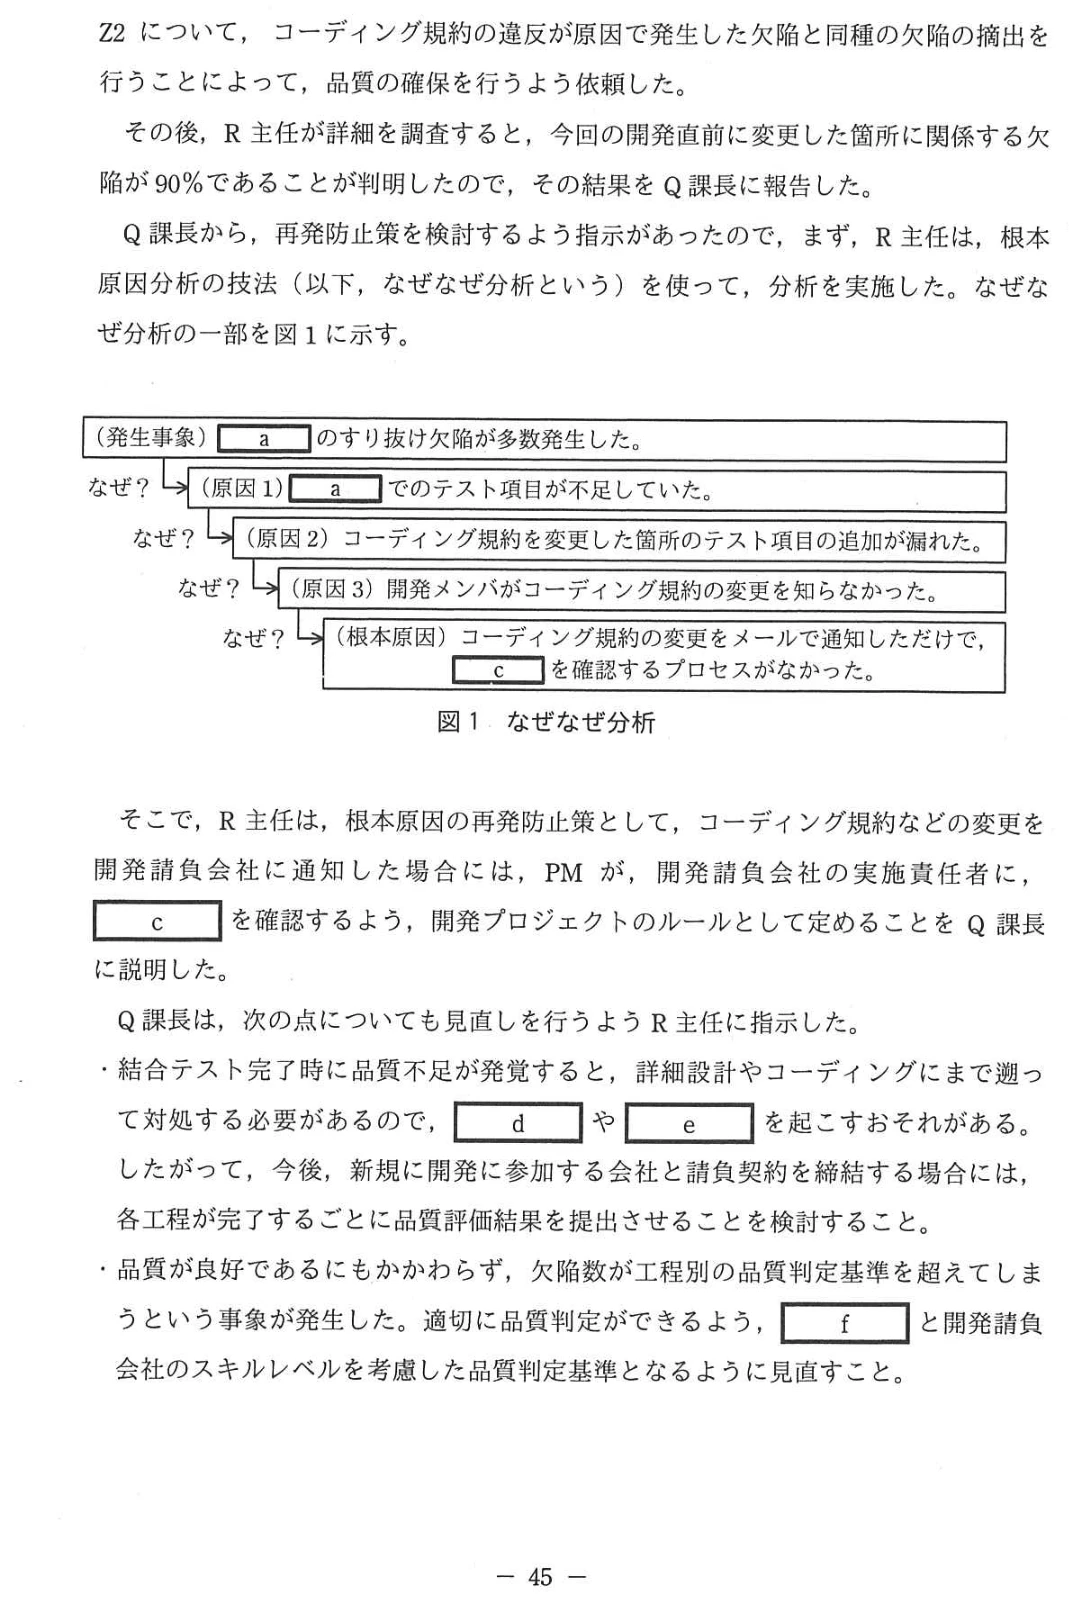 Z2 について， コーディング規約の違反が原因で発生した欠陥と同種の欠陥の摘出を
行うことによって，品質の確保を行うよう依頼した。
その後，R 主任が詳細を調査すると，今回の開発直前に変更した箇所に関係する欠
陥が 90％であることが判明したので，その結果を Q 課長に報告した。
Q 課長から，再発防止策を検討するよう指示があったので，まず，R 主任は，根本
原因分析の技法（以下，なぜなぜ分析という）を使って，分析を実施した。なぜな
ぜ分析の一部を図 1 に示す。
（発生事象） a のすり抜け欠陥が多数発生した。
なぜ？ （原因 1） a でのテスト項目が不足していた。
なぜ？ （原因 2）コーディング規約を変更した箇所のテスト項目の追加が漏れた。
なぜ？ （原因 3）開発メンバがコーディング規約の変更を知らなかった。
なぜ？ （根本原因）コーディング規約の変更をメールで通知しただけで，
c を確認するプロセスがなかった。
図 1 なぜなぜ分析
そこで，R 主任は，根本原因の再発防止策として，コーディング規約などの変更を
開発請負会社に通知した場合には，PM が，開発請負会社の実施責任者に，
c を確認するよう，開発プロジェクトのルールとして定めることを Q 課長
に説明した。
Q 課長は，次の点についても見直しを行うよう R 主任に指示した。
・結合テスト完了時に品質不足が発覚すると，詳細設計やコーディングにまで遡っ
て対処する必要があるので， d や e を起こすおそれがある。
したがって，今後，新規に開発に参加する会社と請負契約を締結する場合には，
各工程が完了するごとに品質評価結果を提出させることを検討すること。
・品質が良好であるにもかかわらず，欠陥数が工程別の品質判定基準を超えてしま
うという事象が発生した。適切に品質判定ができるよう， f と開発請負
会社のスキルレベルを考慮した品質判定基準となるように見直すこと。
－ 45 －